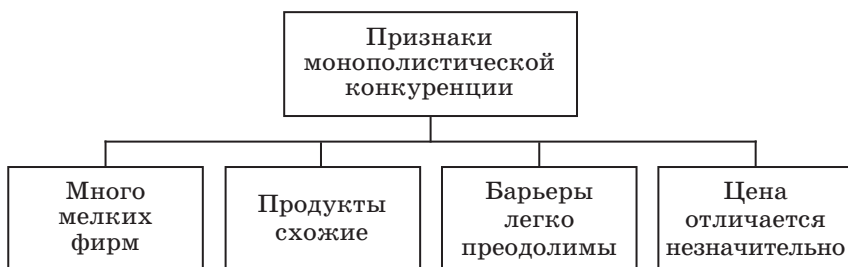 Признаки
монополистической
конкуренции
Много
мелких
фирм
Продукты
схожие
Барьеры
легко
преодолимы
Цена
отличается
незначительно